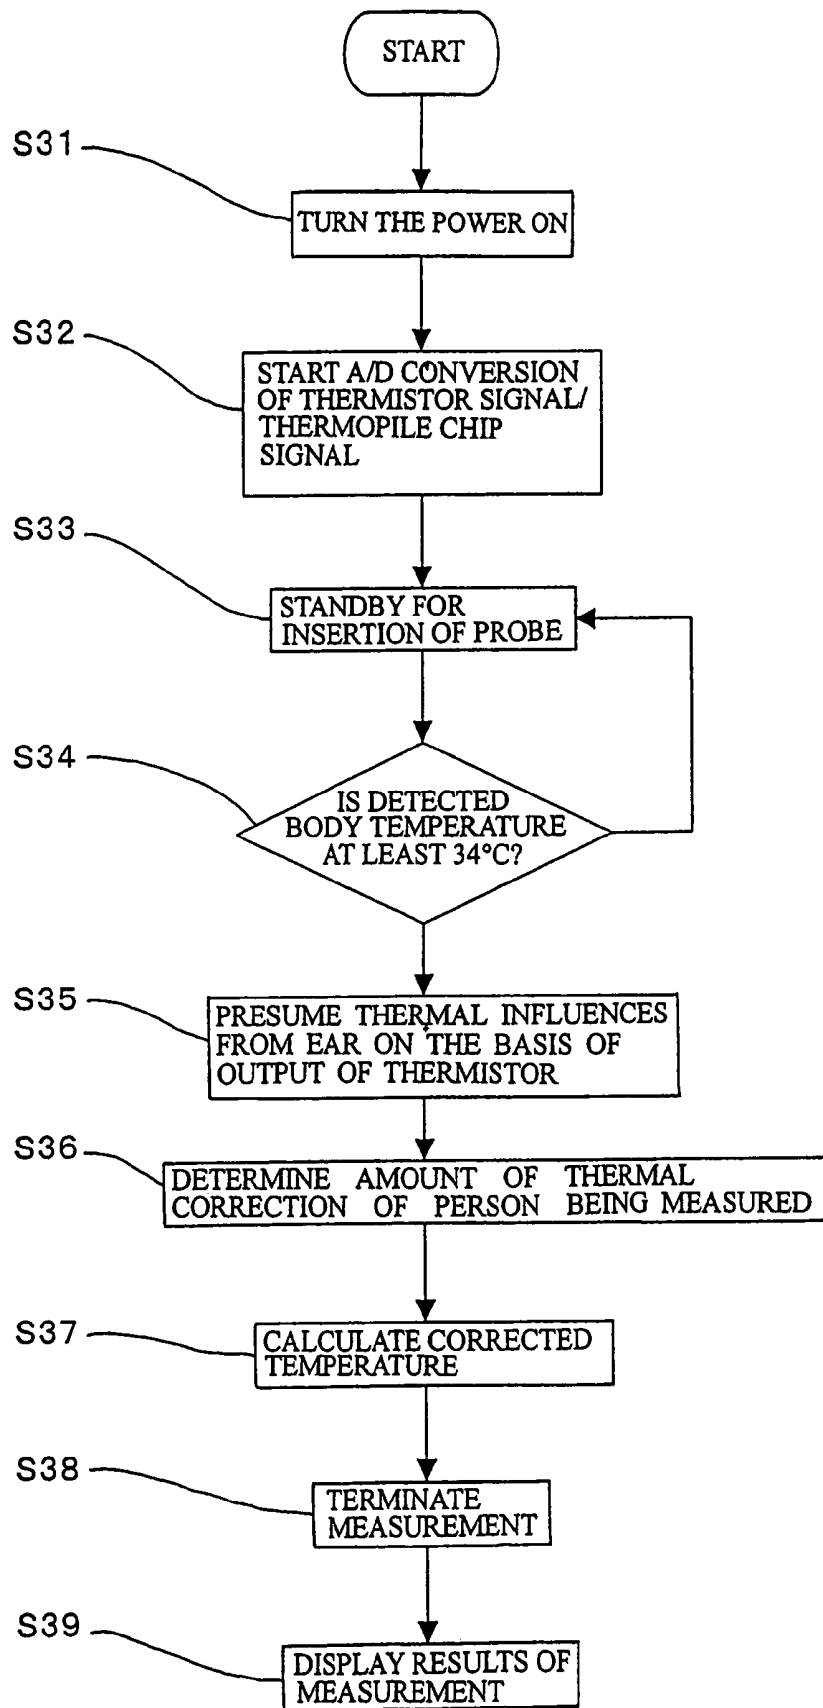 START
S31
TURN THE POWER ON
S32
START A/D CONVERSION
OF THERMISTOR SIGNAL/
THERMOPILE CHIP
SIGNAL
S33
STANDBY FOR
INSERTION OF PROBE
S34
IS DETECTED
BODY TEMPERATURE
AT LEAST 34°C?
S35
PRESUME THERMAL INFLUENCES
FROM EAR ON THE BASIS OF
OUTPUT OF THERMISTOR
S36
DETERMINE AMOUNT OF THERMAL
CORRECTION OF PERSON BEING MEASURED
S37
CALCULATE CORRECTED
TEMPERATURE
S38
TERMINATE
MEASUREMENT
S39
DISPLAY RESULTS OF
MEASUREMENT